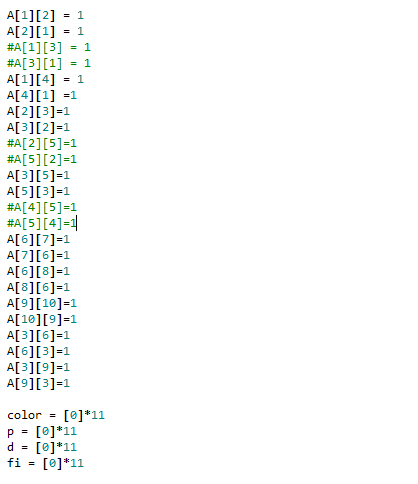 A[1][2] = 1
A[2][1] = 1
#A[1][3] = 1
#A[3][1] = 1
A[1][4] = 1
A[4][1] =1
A[2][3]=1
A[3][2]=1
#A[2][5]=1
#A[5][2]=1
A[3][5]=1
A[5][3]=1
#A[4][5]=1
#A[5][4]=1
A[6][7]=1
A[7][6]=1
A[6][8]=1
A[8][6]=1
A[9][10]=1
A[10][9]=1
A[3][6]=1
A[6][3]=1
A[3][9]=1
A[9][3]=1

color = [0]*11
p = [0]*11
d = [0]*11
fi = [0]*11